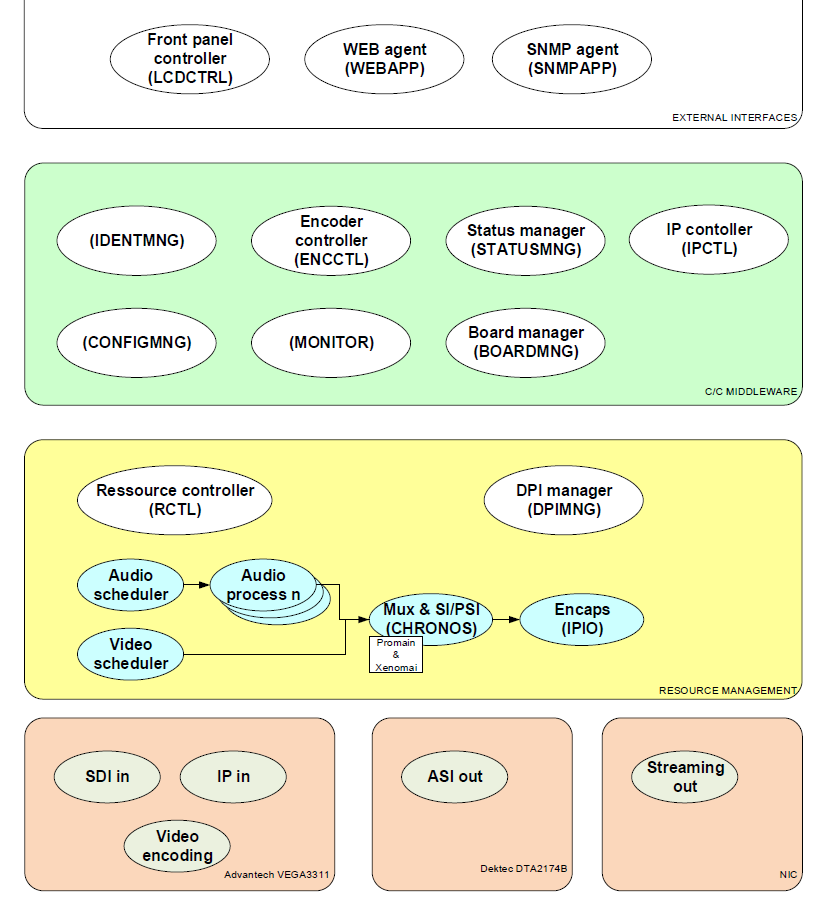 Front panel
controller
(LCDCTRL)
WEB agent
(WEBAPP)
SNMP agent
(SNMPAPP)
EXTERNAL INTERFACES
(IDENTMNG)
Encoder
controller
(ENCCTL)
Status manager
(STATUSMNG)
IP contoller
(IPCTL)
(CONFIGMNG)
(MONITOR)
Board manager
(BOARDMNG)
C/C MIDDLEWARE
Ressource controller
(RCTL)
DPI manager
(DPIMNG)
Audio
scheduler
Audio
process n
Mux & SI/PSI
(CHRONOS)
Encaps
(IPIO)
Promain
&
Xenomai
Video
scheduler
RESOURCE MANAGEMENT
SDI in
IP in
Video
encoding
Advantech VEGA3311
ASI out
Dektec DTA2174B
Streaming
out
NIC